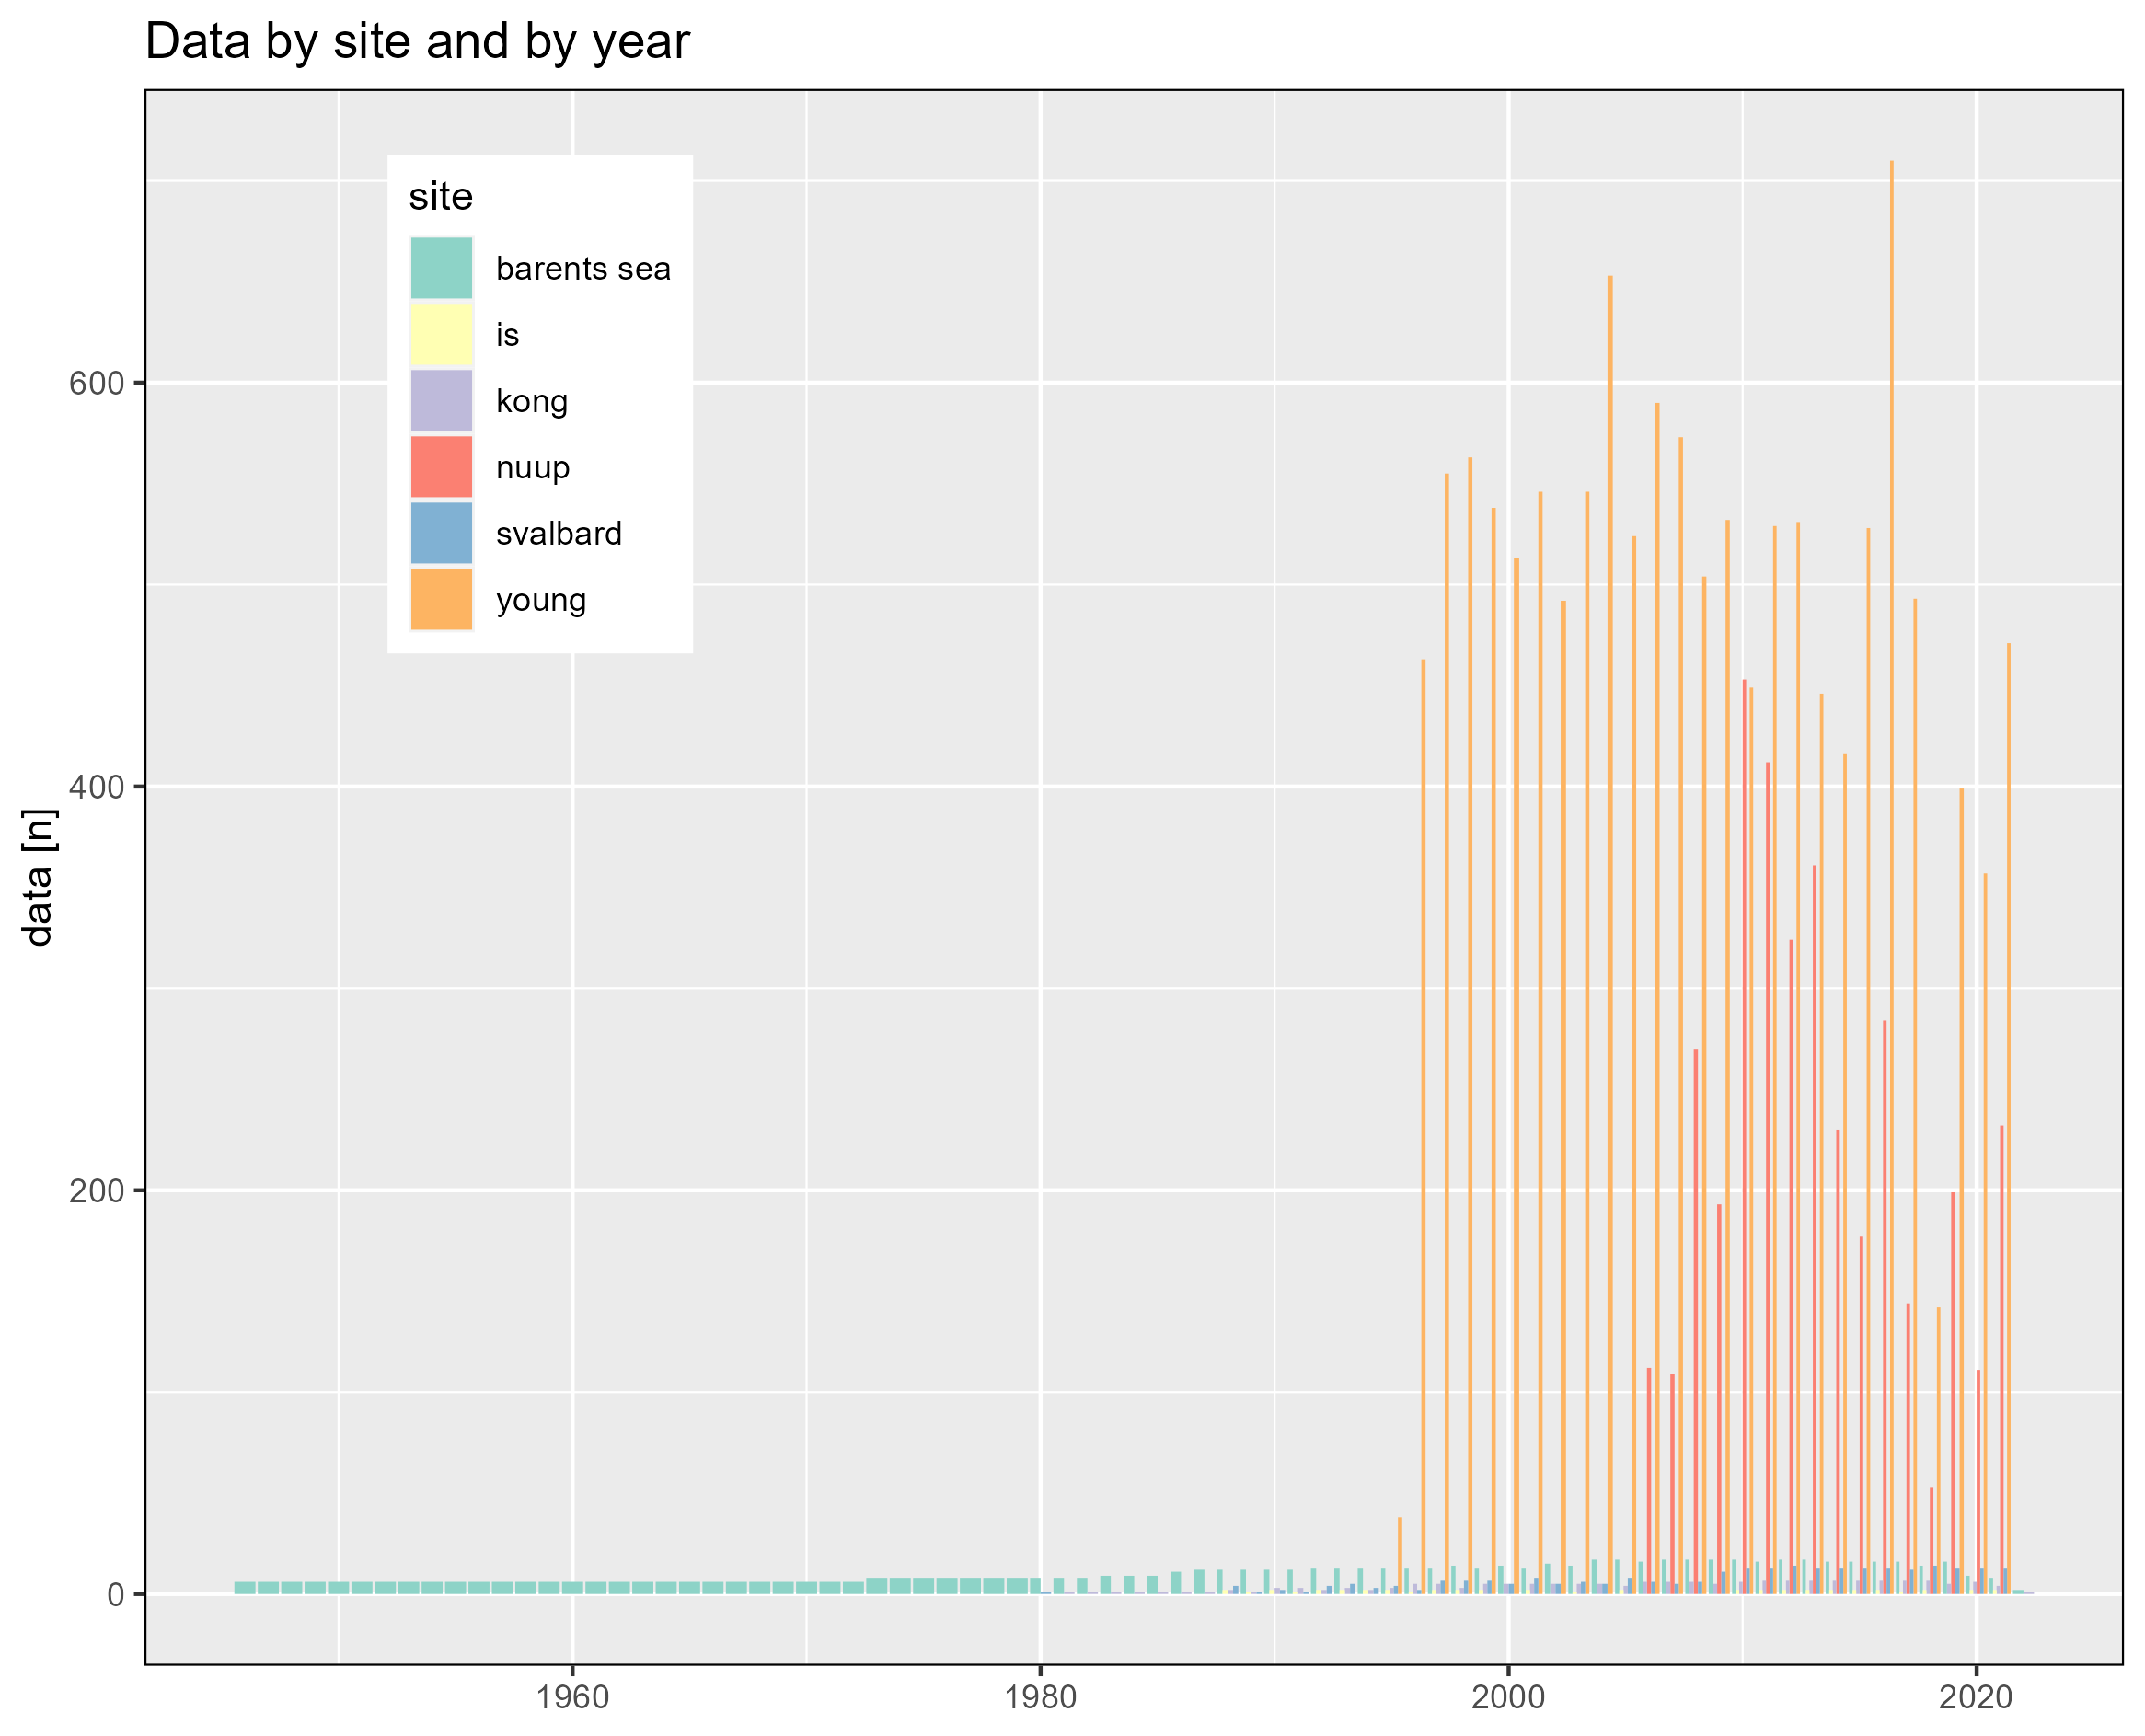 Data by site and by year
site
barents sea
is
kong
nuup
svalbard
young
data [n]
600
400
200
0
1960 1980 2000 2020